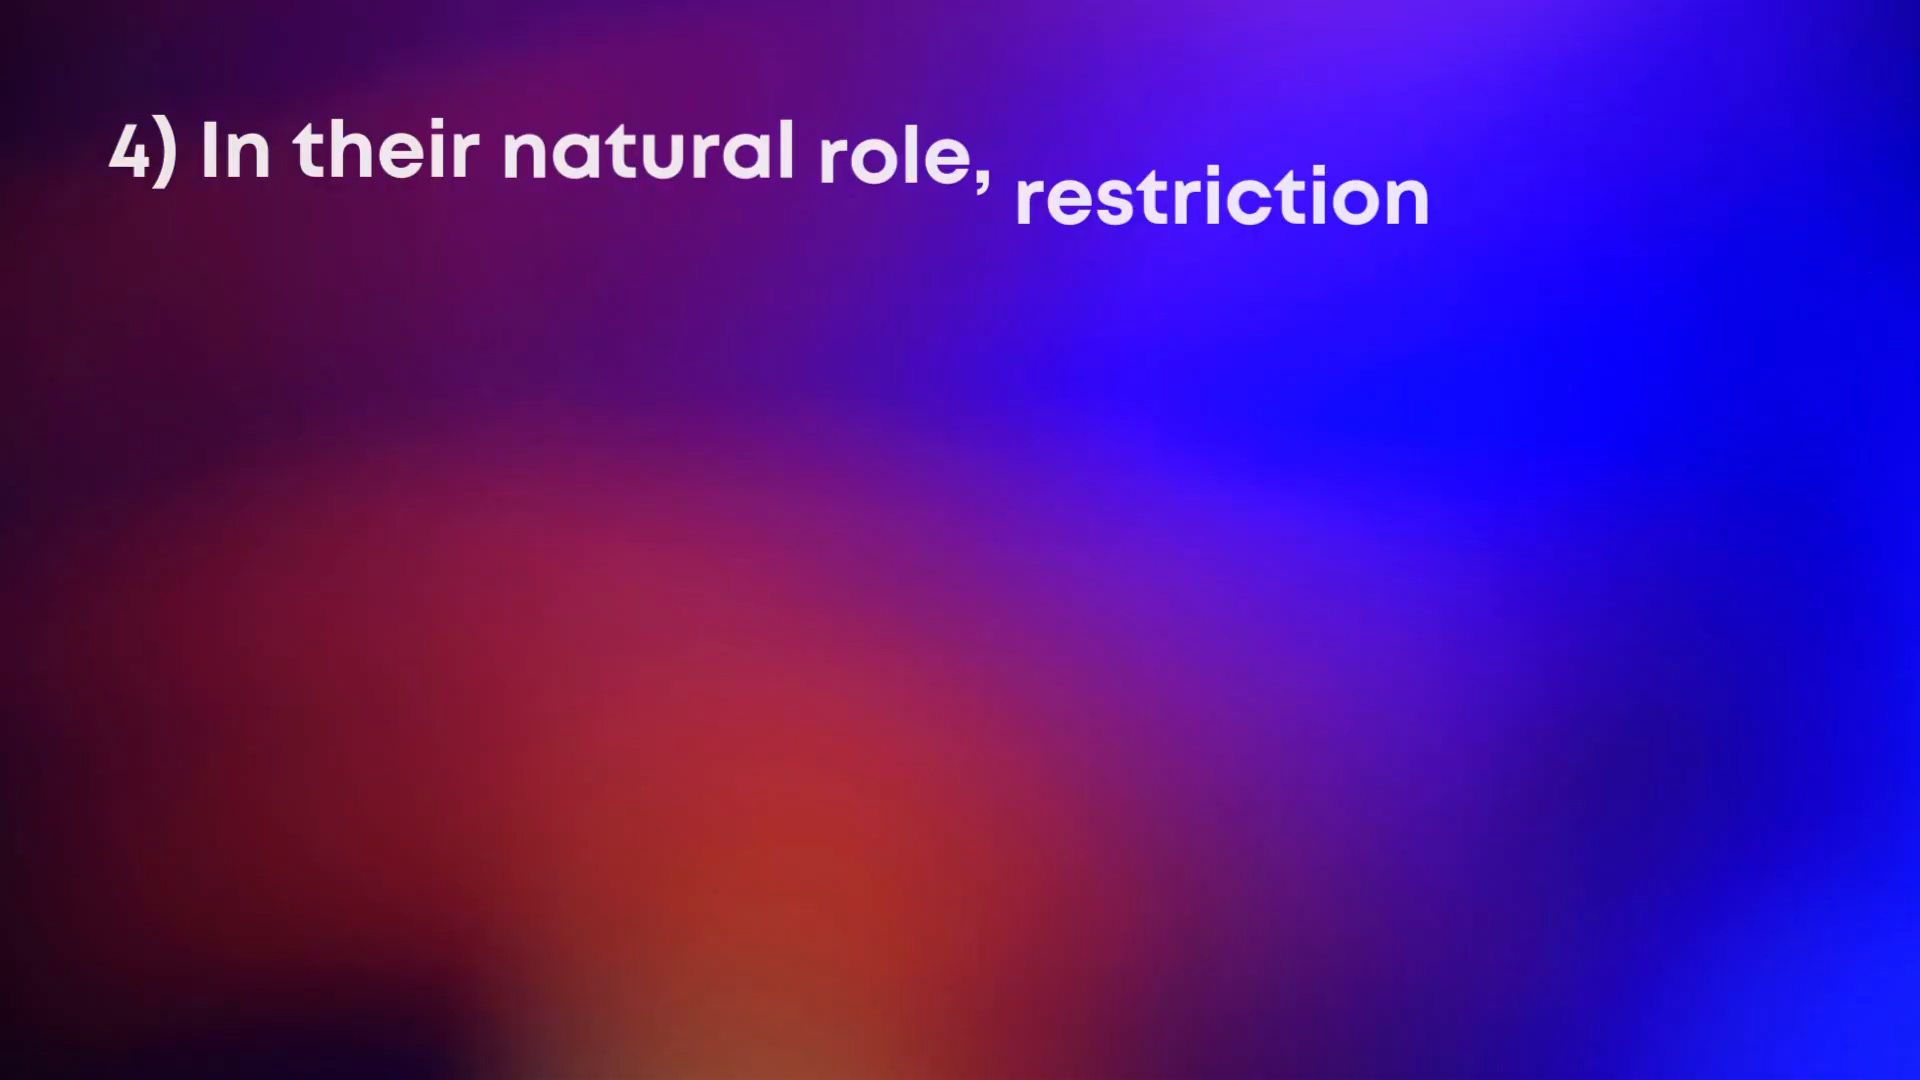 4) In their natural role, restriction